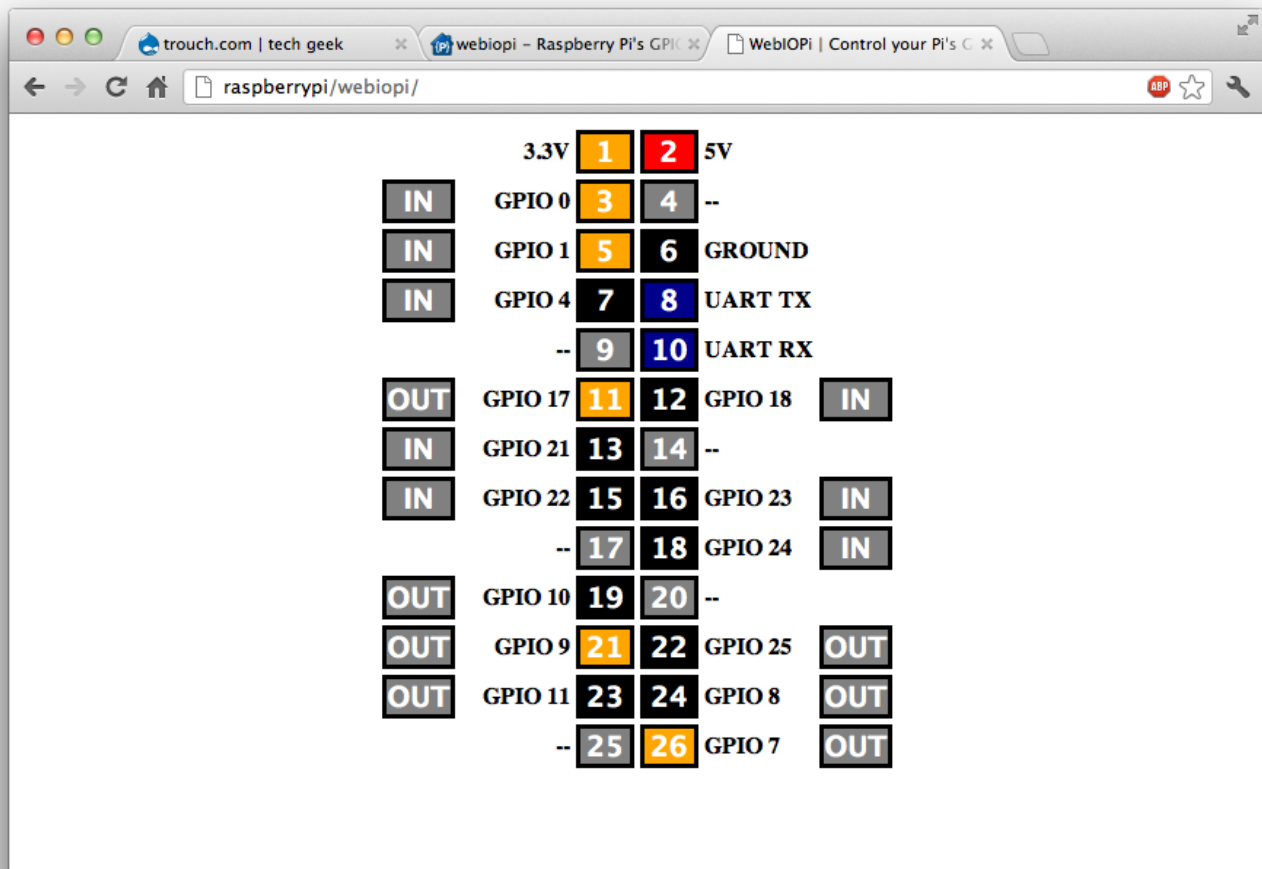 trouch.com | tech geek
webiopi – Raspberry Pi's GPIO
WebIOPi | Control your Pi's G
raspberrypi/webiopi/
ABP
3.3V 1 2 5V
IN GPIO 0 3 4 --
IN GPIO 1 5 6 GROUND
IN GPIO 4 7 8 UART TX
-- 9 10 UART RX
OUT GPIO 17 11 12 GPIO 18 IN
IN GPIO 21 13 14 --
IN GPIO 22 15 16 GPIO 23 IN
-- 17 18 GPIO 24 IN
OUT GPIO 10 19 20 --
OUT GPIO 9 21 22 GPIO 25 OUT
OUT GPIO 11 23 24 GPIO 8 OUT
-- 25 26 GPIO 7 OUT